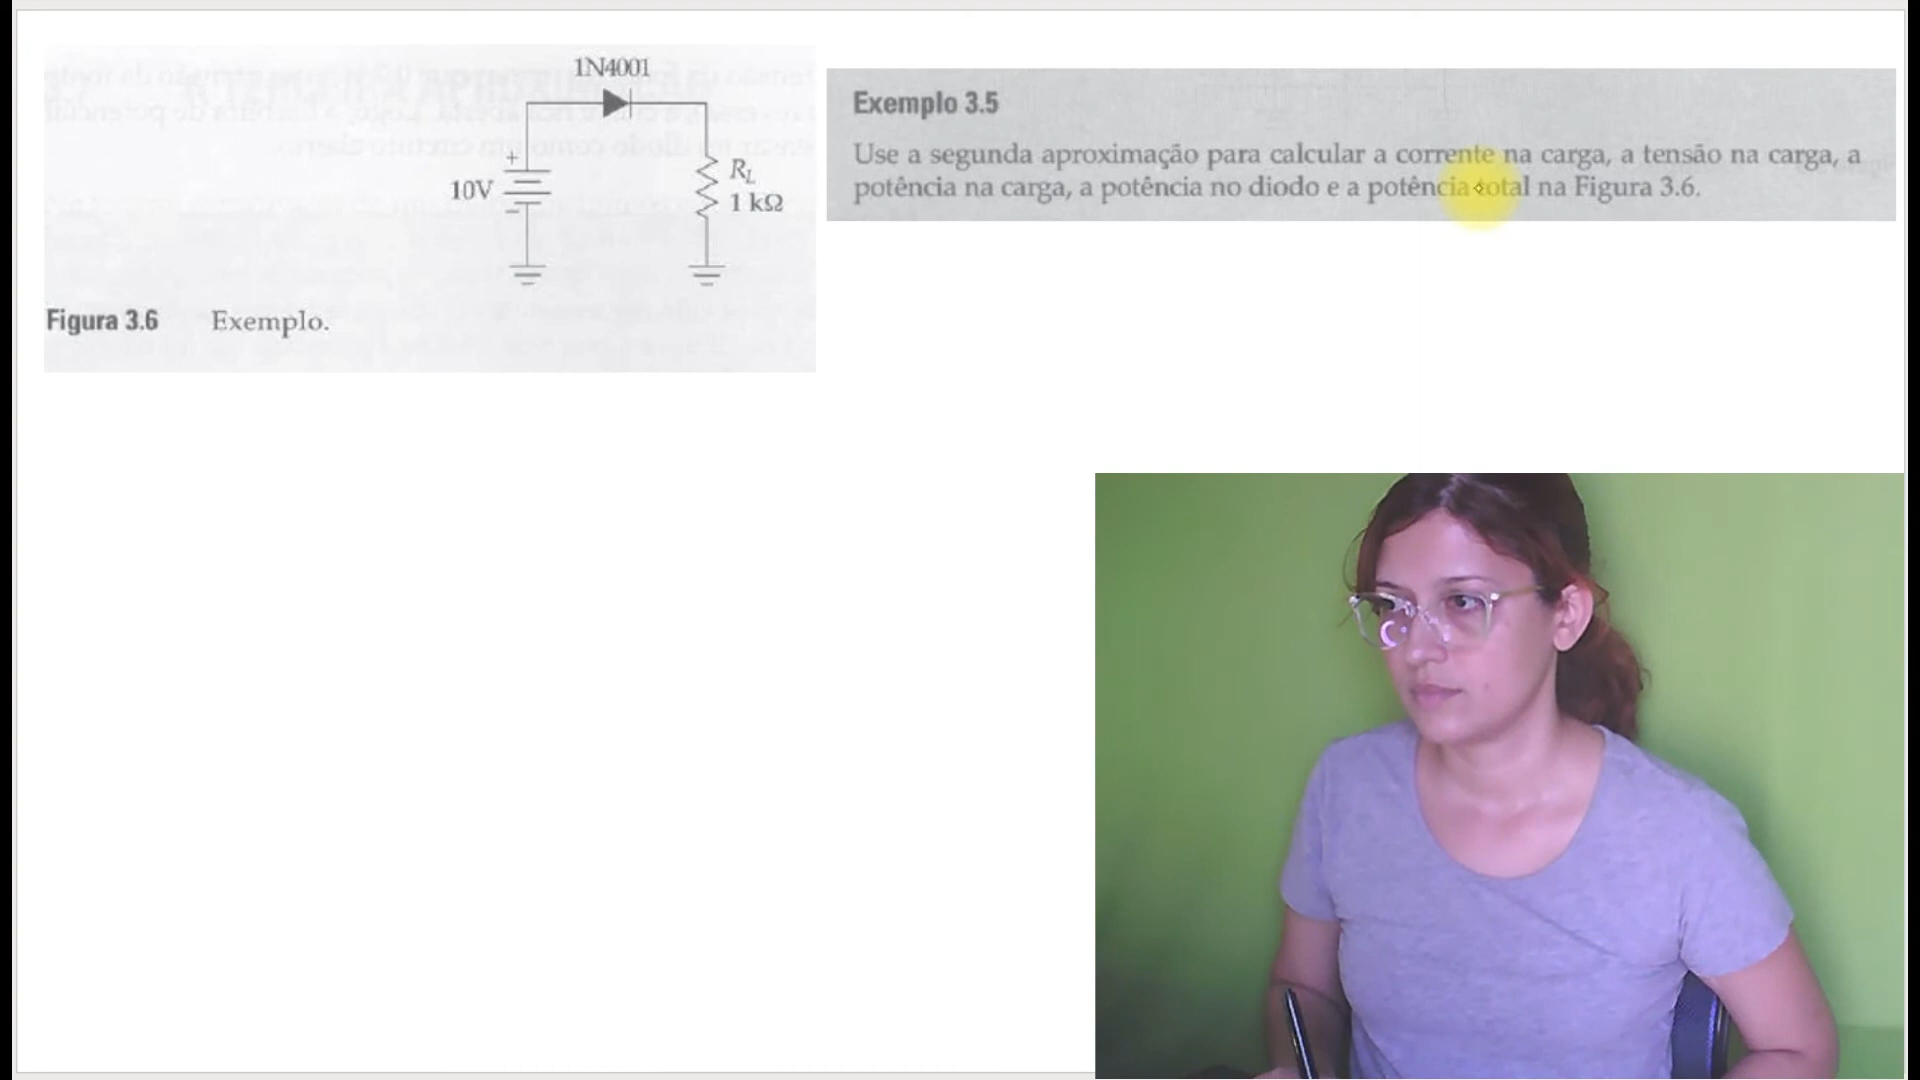 1N4001
+
10V
−
R_L
1 kΩ
Figura 3.6 Exemplo.
Exemplo 3.5
Use a segunda aproximação para calcular a corrente na carga, a tensão na carga, a
potência na carga, a potência no diodo e a potência total na Figura 3.6.